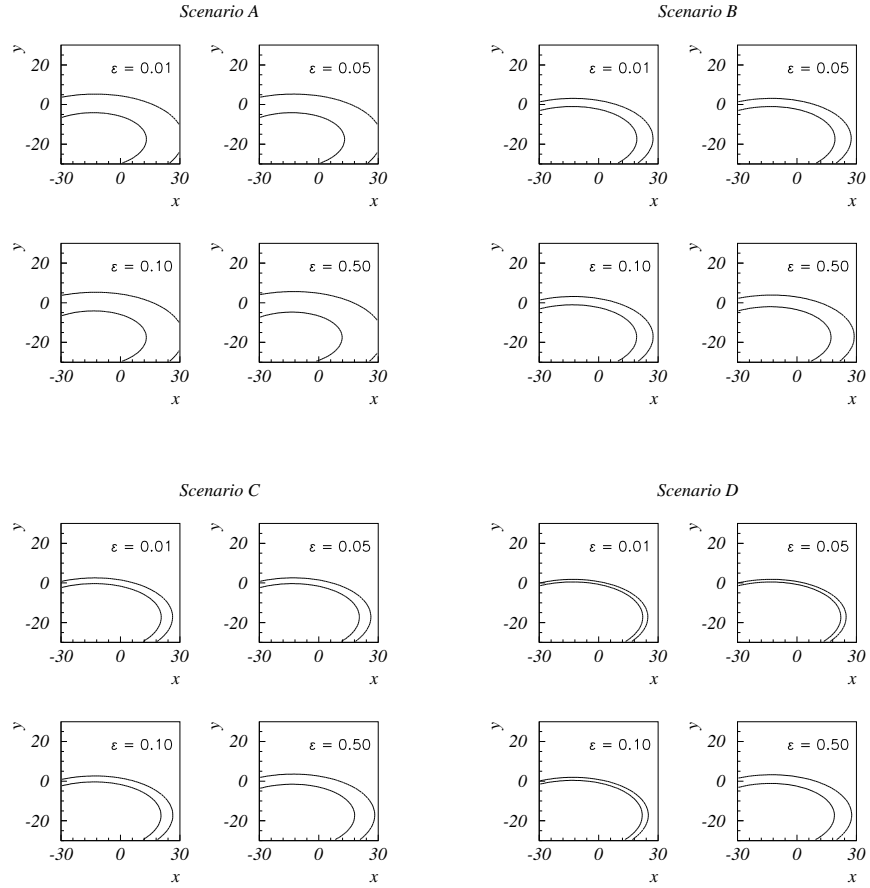 Scenario A
Scenario B
y
20
0
-20
-30
0
30
x
ε = 0.01
y
20
0
-20
-30
0
30
x
ε = 0.05
y
20
0
-20
-30
0
30
x
ε = 0.01
y
20
0
-20
-30
0
30
x
ε = 0.05
y
20
0
-20
-30
0
30
x
ε = 0.10
y
20
0
-20
-30
0
30
x
ε = 0.50
y
20
0
-20
-30
0
30
x
ε = 0.10
y
20
0
-20
-30
0
30
x
ε = 0.50
Scenario C
Scenario D
y
20
0
-20
-30
0
30
x
ε = 0.01
y
20
0
-20
-30
0
30
x
ε = 0.05
y
20
0
-20
-30
0
30
x
ε = 0.01
y
20
0
-20
-30
0
30
x
ε = 0.05
y
20
0
-20
-30
0
30
x
ε = 0.10
y
20
0
-20
-30
0
30
x
ε = 0.50
y
20
0
-20
-30
0
30
x
ε = 0.10
y
20
0
-20
-30
0
30
x
ε = 0.50